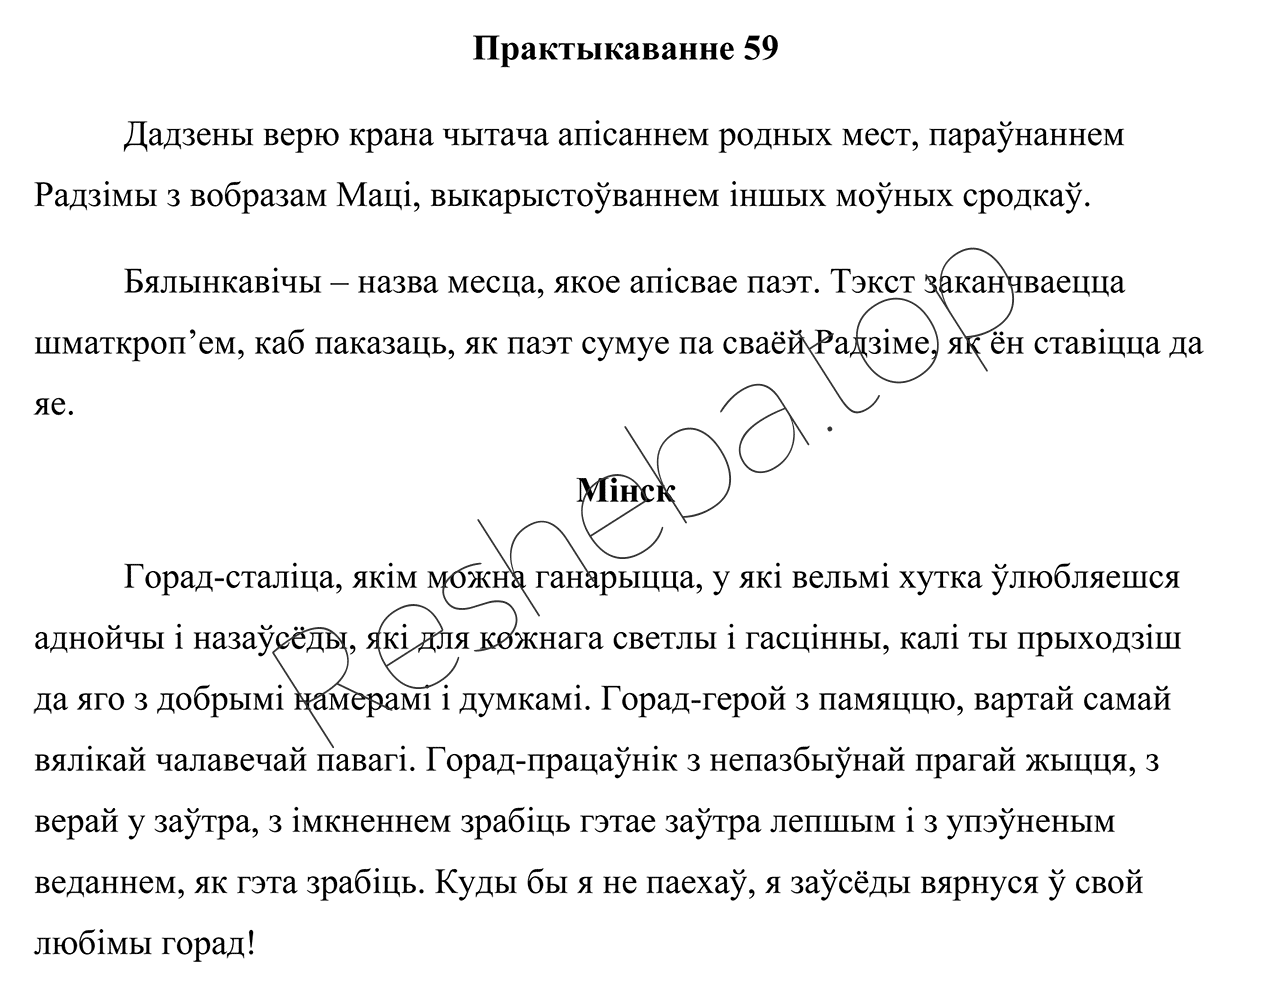 Практыкаванне 59
Дадзены верю крана чытача апісаннем родных мест, параўнаннем
Радзімы з вобразам Маці, выкарыстоўваннем іншых моўных сродкаў.
Бялынкавічы – назва месца, якое апісвае паэт. Тэкст заканчваецца
шматкроп’ем, каб паказаць, як паэт сумуе па сваёй Радзіме, як ён ставіцца да
яе.
Мінск
Горад-сталіца, якім можна ганарыцца, у які вельмі хутка ўлюбляешся
аднойчы і назаўсёды, які для кожнага светлы і гасцінны, калі ты прыходзіш
да яго з добрымі намерамі і думкамі. Горад-герой з памяццю, вартай самай
вялікай чалавечай павагі. Горад-працаўнік з непазбыўнай прагай жыцця, з
верай у заўтра, з імкненнем зрабіць гэтае заўтра лепшым і з упэўненым
веданнем, як гэта зрабіць. Куды бы я не паехаў, я заўсёды вярнуся ў свой
любімы горад!
Resheba.top